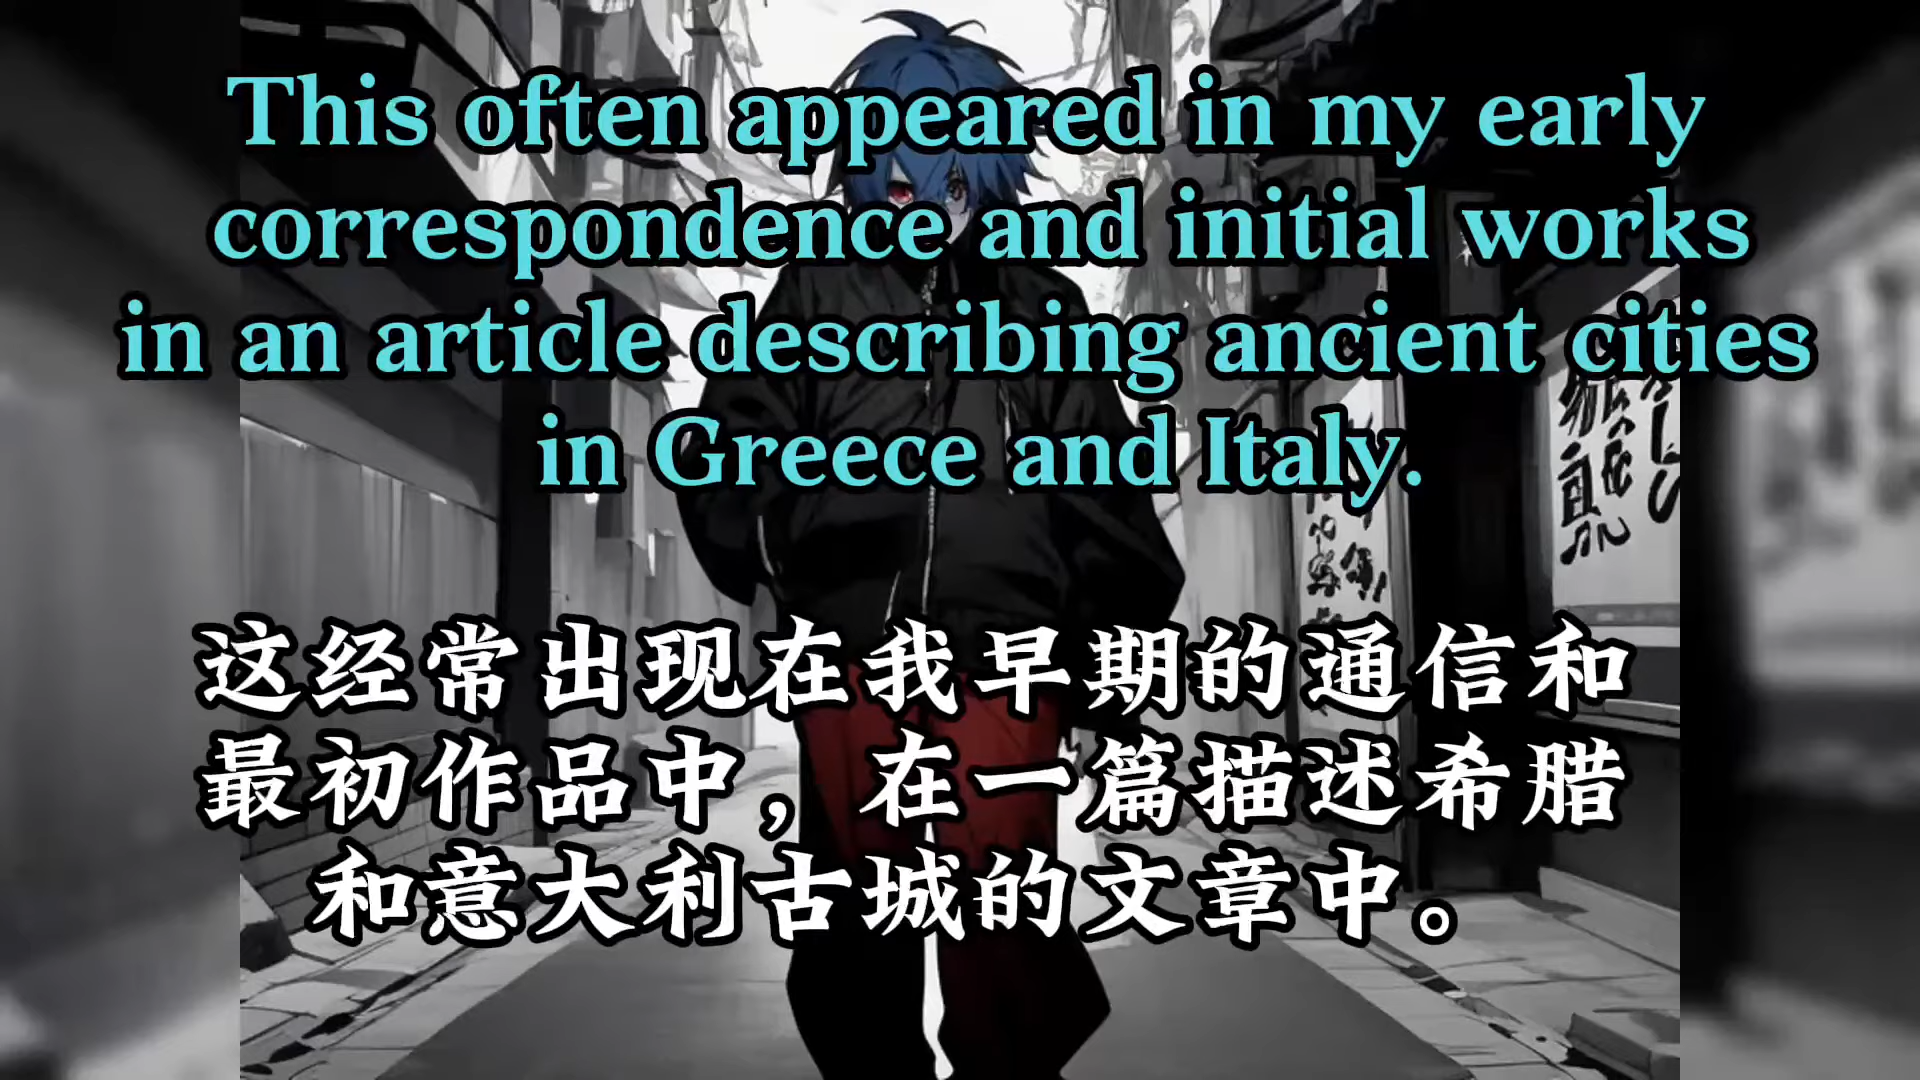 This often appeared in my early
correspondence and initial works
in an article describing ancient cities
in Greece and Italy.
这经常出现在我早期的通信和
最初作品中，在一篇描述希腊
和意大利古城的文章中。